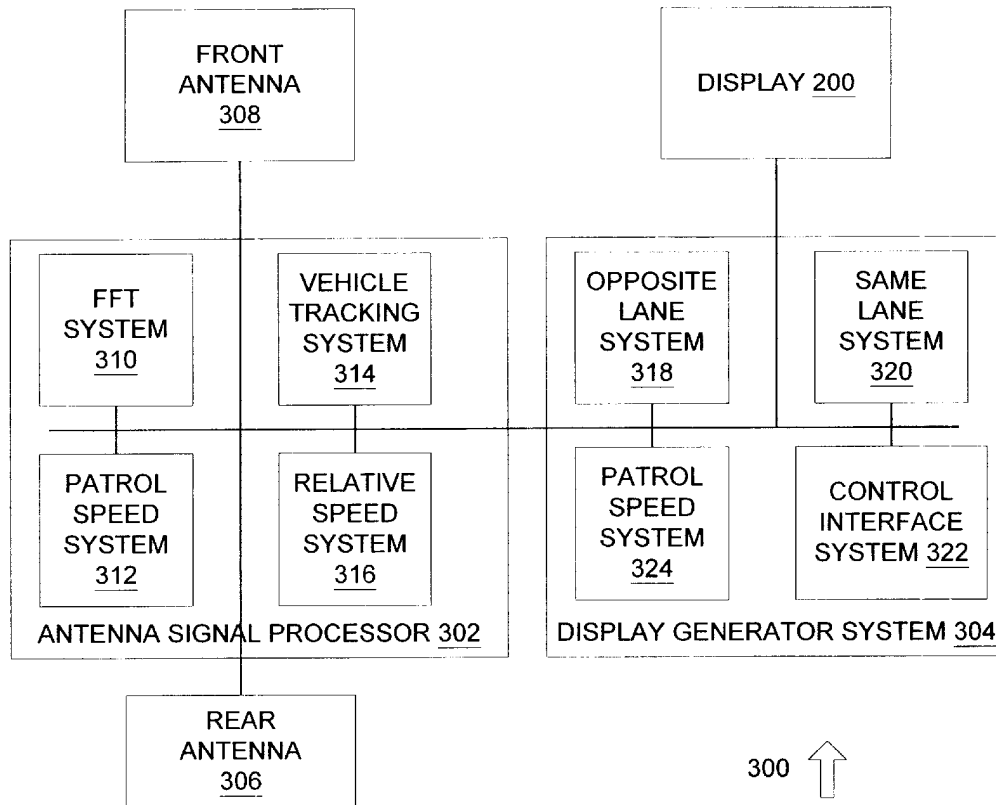 FRONT
ANTENNA
308
DISPLAY 200
FFT
SYSTEM
310
VEHICLE
TRACKING
SYSTEM
314
OPPOSITE
LANE
SYSTEM
318
SAME
LANE
SYSTEM
320
PATROL
SPEED
SYSTEM
312
RELATIVE
SPEED
SYSTEM
316
PATROL
SPEED
SYSTEM
324
CONTROL
INTERFACE
SYSTEM 322
ANTENNA SIGNAL PROCESSOR 302
DISPLAY GENERATOR SYSTEM 304
REAR
ANTENNA
306
300